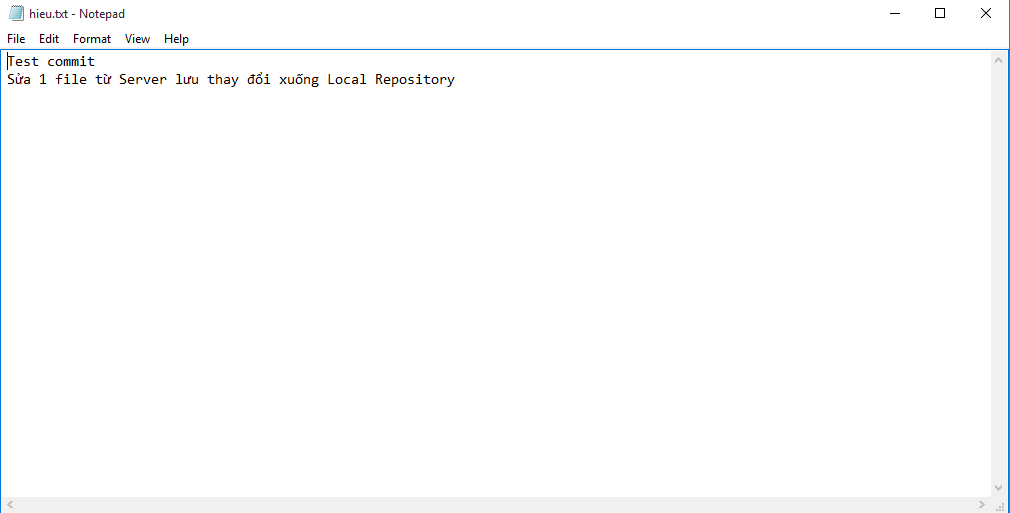 hieu.txt - Notepad
File Edit Format View Help
Test commit
Sửa 1 file từ Server lưu thay đổi xuống Local Repository